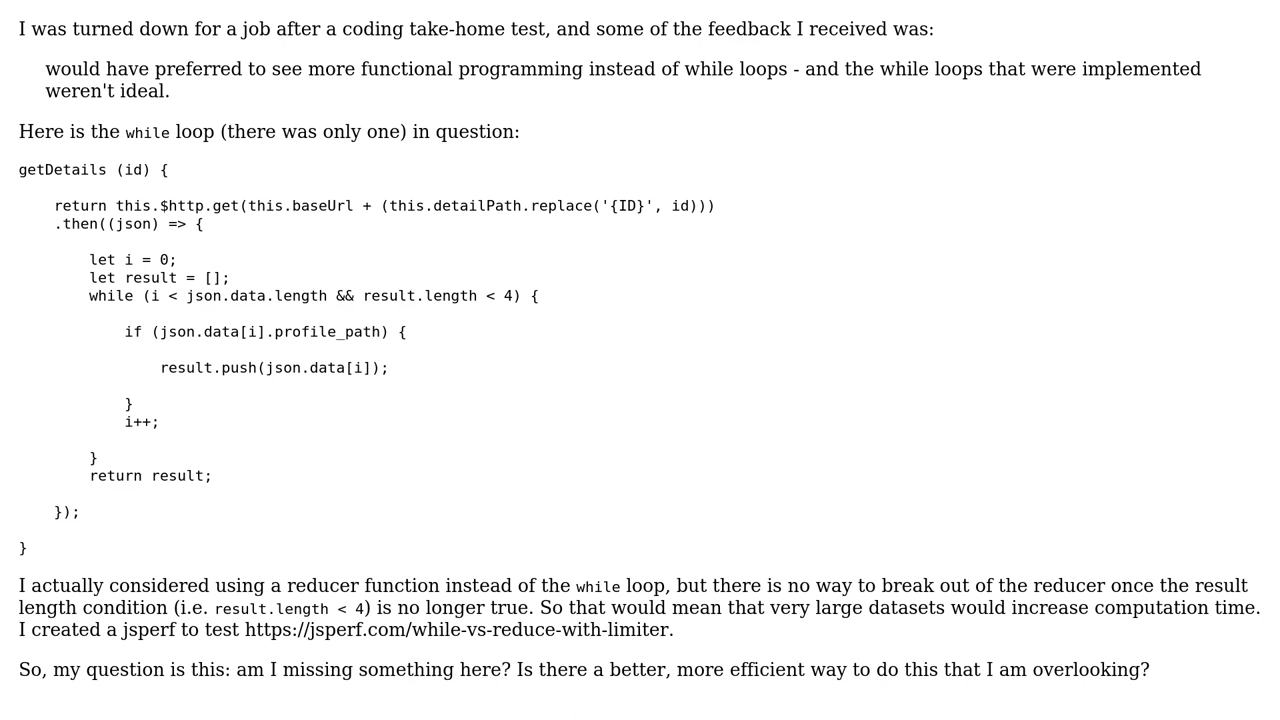 I was turned down for a job after a coding take-home test, and some of the feedback I received was:
would have preferred to see more functional programming instead of while loops - and the while loops that were implemented
weren't ideal.
Here is the while loop (there was only one) in question:
getDetails (id) {
return this.$http.get(this.baseUrl + (this.detailPath.replace('{ID}', id)))
.then((json) => {
let i = 0;
let result = [];
while (i < json.data.length && result.length < 4) {
if (json.data[i].profile_path) {
result.push(json.data[i]);
}
i++;
}
return result;
});
}
I actually considered using a reducer function instead of the while loop, but there is no way to break out of the reducer once the result
length condition (i.e. result.length < 4) is no longer true. So that would mean that very large datasets would increase computation time.
I created a jsperf to test https://jsperf.com/while-vs-reduce-with-limiter.
So, my question is this: am I missing something here? Is there a better, more efficient way to do this that I am overlooking?